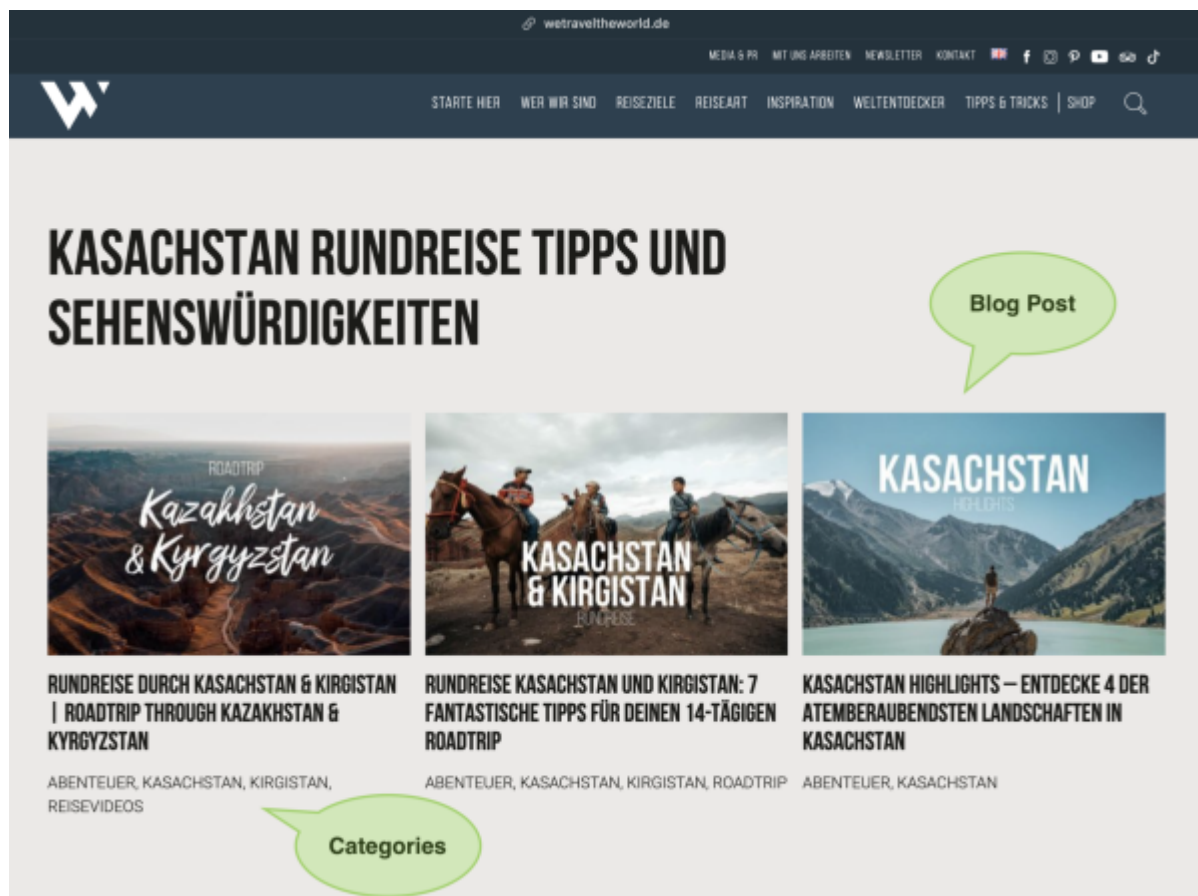 wetraveltheworld.de
MEDIA & PR MIT UNS ARBEITEN NEWSLETTER KONTAKT
STARTE HIER WER WIR SIND REISEZIELE REISEART INSPIRATION WELTENTDECKER TIPPS & TRICKS | SHOP
KASACHSTAN RUNDREISE TIPPS UND
SEHENSWÜRDIGKEITEN
Blog Post
ROADTRIP
Kazakhstan
& Kyrgyzstan
KASACHSTAN
& KIRGISTAN
RUNDREISE
KASACHSTAN
HIGHLIGHTS
RUNDREISE DURCH KASACHSTAN & KIRGISTAN
| ROADTRIP THROUGH KAZAKHSTAN &
KYRGYZSTAN
ABENTEUER, KASACHSTAN, KIRGISTAN,
REISEVIDEOS
RUNDREISE KASACHSTAN UND KIRGISTAN: 7
FANTASTISCHE TIPPS FÜR DEINEN 14-TÄGIGEN
ROADTRIP
ABENTEUER, KASACHSTAN, KIRGISTAN, ROADTRIP
KASACHSTAN HIGHLIGHTS – ENTDECKE 4 DER
ATEMBERAUBENDSTEN LANDSCHAFTEN IN
KASACHSTAN
ABENTEUER, KASACHSTAN
Categories